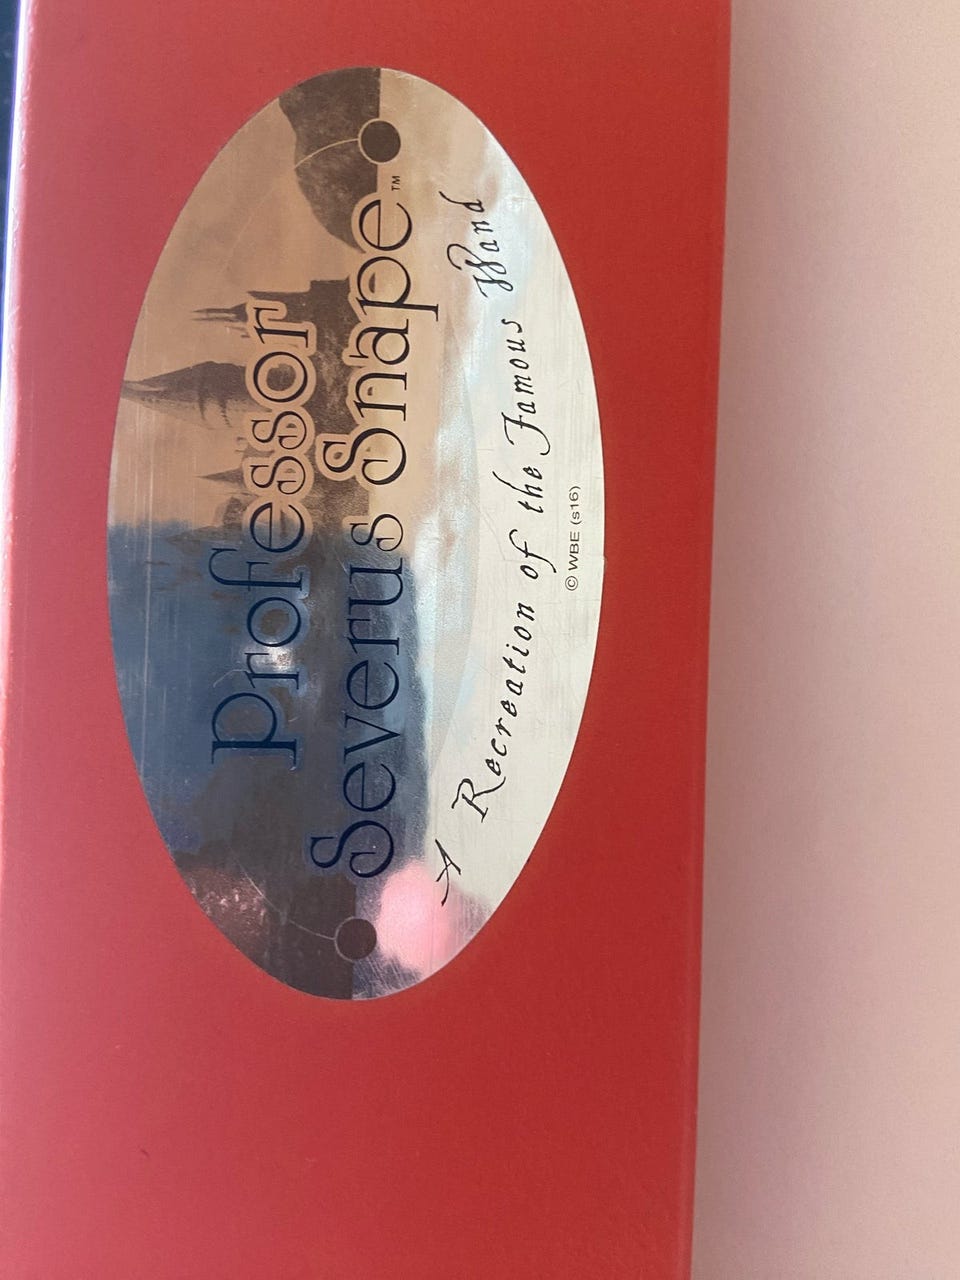 Professor
Severus Snape™
A Recreation of the Famous Wand
© WBE (s16)